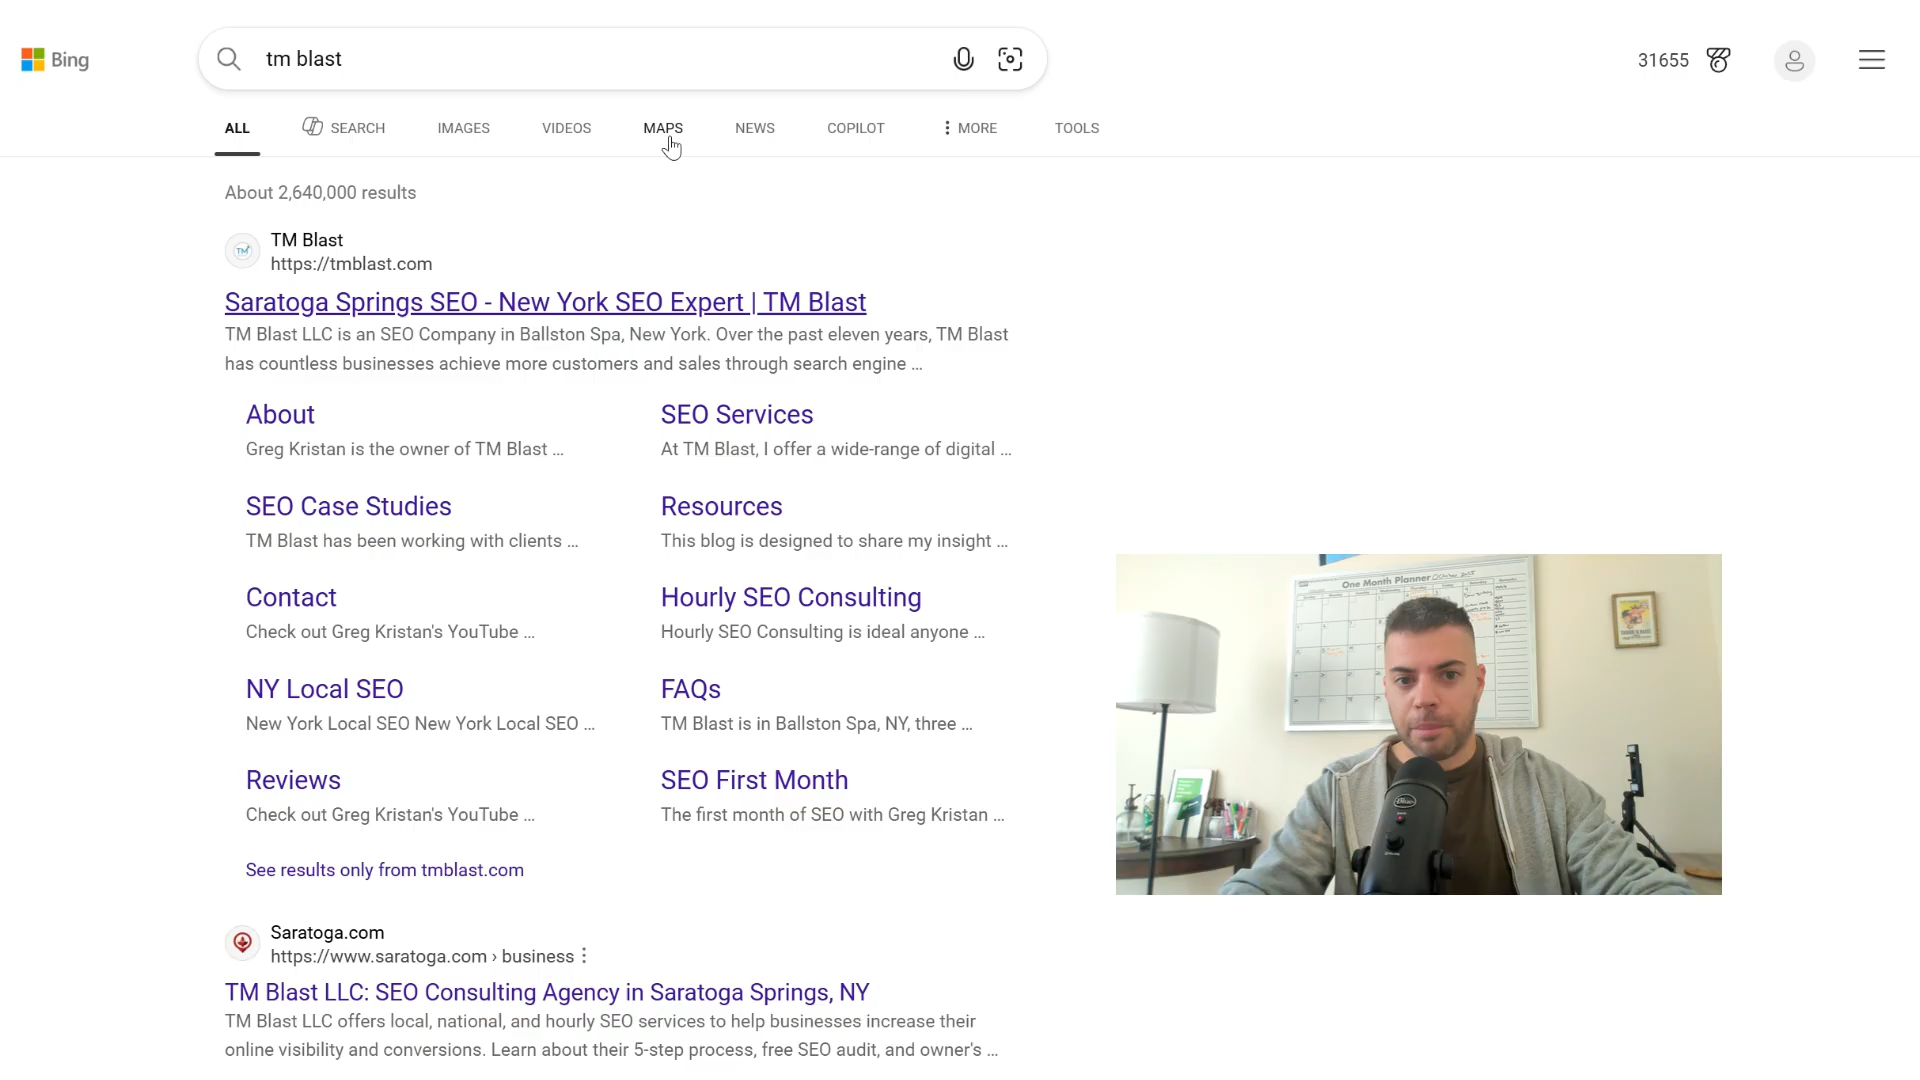 Bing
tm blast
31655
ALL
SEARCH
IMAGES
VIDEOS
MAPS
NEWS
COPILOT
MORE
TOOLS
About 2,640,000 results
TM
TM Blast
https://tmblast.com
Saratoga Springs SEO - New York SEO Expert | TM Blast
TM Blast LLC is an SEO Company in Ballston Spa, New York. Over the past eleven years, TM Blast
has countless businesses achieve more customers and sales through search engine ...
About
Greg Kristan is the owner of TM Blast ...
SEO Services
At TM Blast, I offer a wide-range of digital ...
SEO Case Studies
TM Blast has been working with clients ...
Resources
This blog is designed to share my insight ...
Contact
Check out Greg Kristan's YouTube ...
Hourly SEO Consulting
Hourly SEO Consulting is ideal anyone ...
NY Local SEO
New York Local SEO New York Local SEO ...
FAQs
TM Blast is in Ballston Spa, NY, three ...
Reviews
Check out Greg Kristan's YouTube ...
SEO First Month
The first month of SEO with Greg Kristan ...
See results only from tmblast.com
One Month Planner
blue
Saratoga.com
https://www.saratoga.com › business
TM Blast LLC: SEO Consulting Agency in Saratoga Springs, NY
TM Blast LLC offers local, national, and hourly SEO services to help businesses increase their
online visibility and conversions. Learn about their 5-step process, free SEO audit, and owner's ...